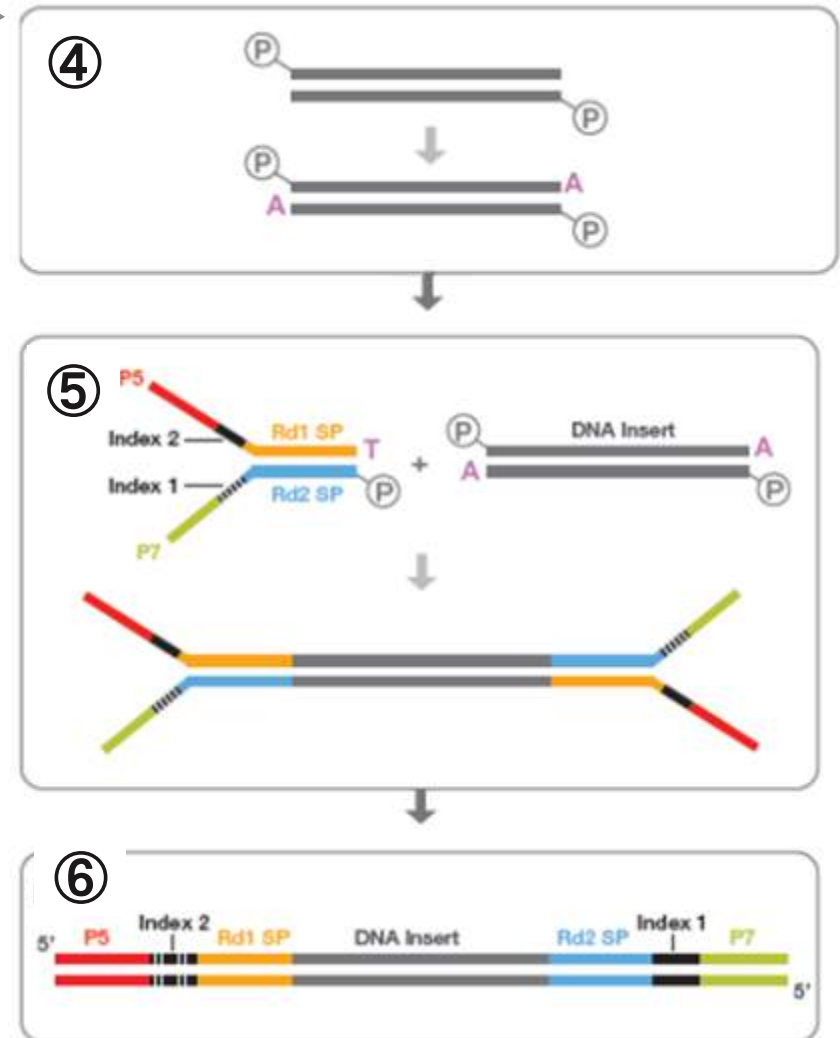 ④
P
P
P
A
A
P
⑤
P5
Index 2
Rd1 SP
T
Index 1
Rd2 SP
P
P7
+
P
DNA Insert
A
A
P
⑥
5'
P5
Index 2
Rd1 SP
DNA Insert
Rd2 SP
Index 1
P7
5'